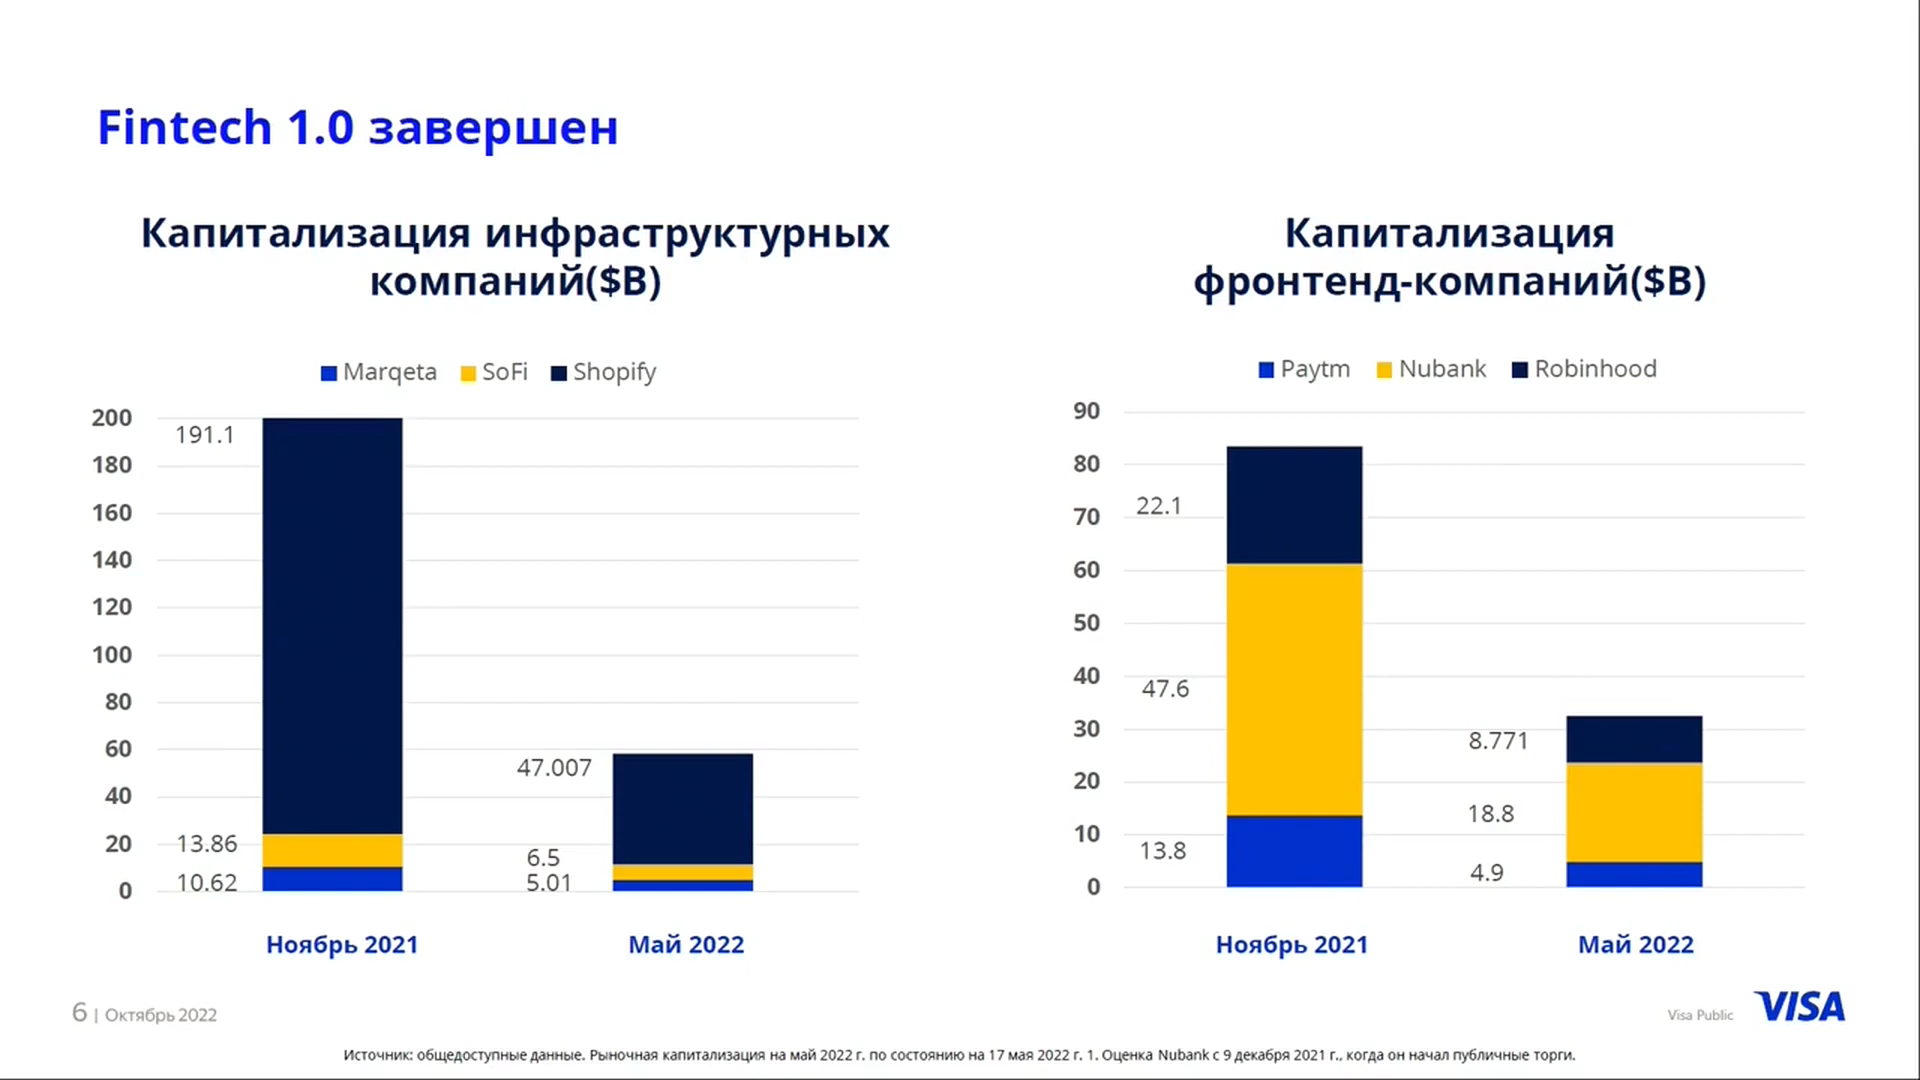 Fintech 1.0 завершен
Капитализация инфраструктурных
компаний($B)
Marqeta SoFi Shopify
200
180
160
140
120
100
80
60
40
20
0
191.1
13.86
10.62
47.007
6.5
5.01
Ноябрь 2021 Май 2022
Капитализация
фронтенд-компаний($B)
Paytm Nubank Robinhood
90
80
70
60
50
40
30
20
10
0
22.1
47.6
13.8
8.771
18.8
4.9
Ноябрь 2021 Май 2022
6 | Октябрь 2022
Visa Public VISA
Источник: общедоступные данные. Рыночная капитализация на май 2022 г. по состоянию на 17 мая 2022 г. 1. Оценка Nubank с 9 декабря 2021 г., когда он начал публичные торги.